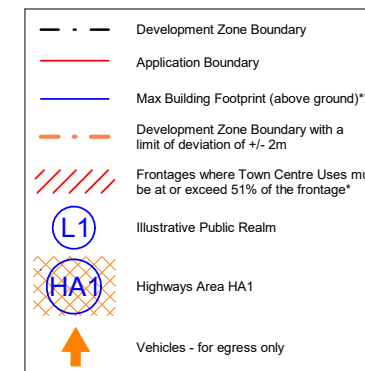 Development Zone Boundary
Application Boundary
Max Building Footprint (above ground)*
Development Zone Boundary with a
limit of deviation of +/- 2m
Frontages where Town Centre Uses
be at or exceed 51% of the frontage*
L1
Illustrative Public Realm
HA1
Highways Area HA1
Vehicles - for egress only